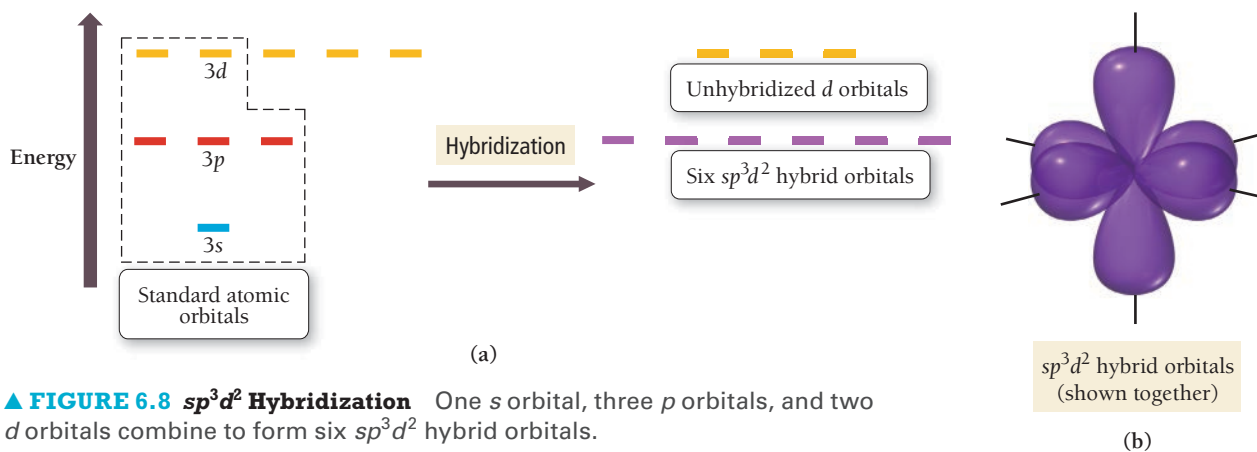 Energy
3d
3p
3s
Standard atomic
orbitals
Hybridization
Unhybridized d orbitals
Six sp³d² hybrid orbitals
(a)
sp³d² hybrid orbitals
(shown together)
(b)
▲ FIGURE 6.8 sp³d² Hybridization One s orbital, three p orbitals, and two
d orbitals combine to form six sp³d² hybrid orbitals.